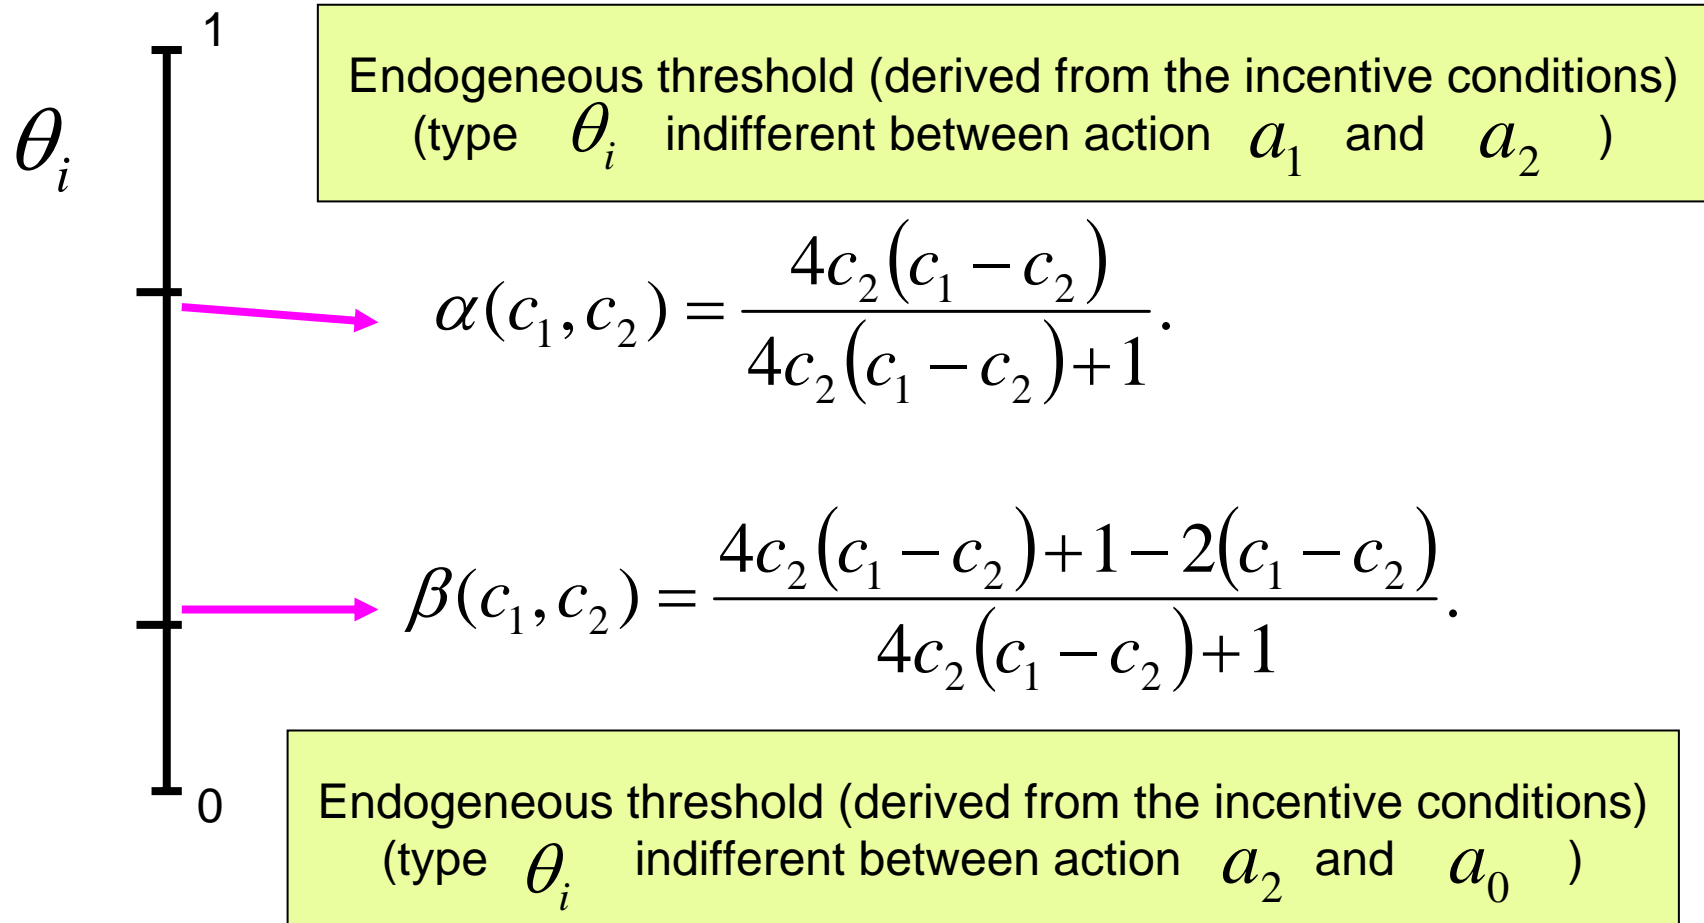 1
Endogeneous threshold (derived from the incentive conditions)
(type θ_i indifferent between action a_1 and a_2 )
θ_i
α(c_1, c_2) = \frac{4c_2(c_1 − c_2)}{4c_2(c_1 − c_2)+1}.
β(c_1, c_2) = \frac{4c_2(c_1 − c_2)+1−2(c_1 − c_2)}{4c_2(c_1 − c_2)+1}.
0
Endogeneous threshold (derived from the incentive conditions)
(type θ_i indifferent between action a_2 and a_0 )